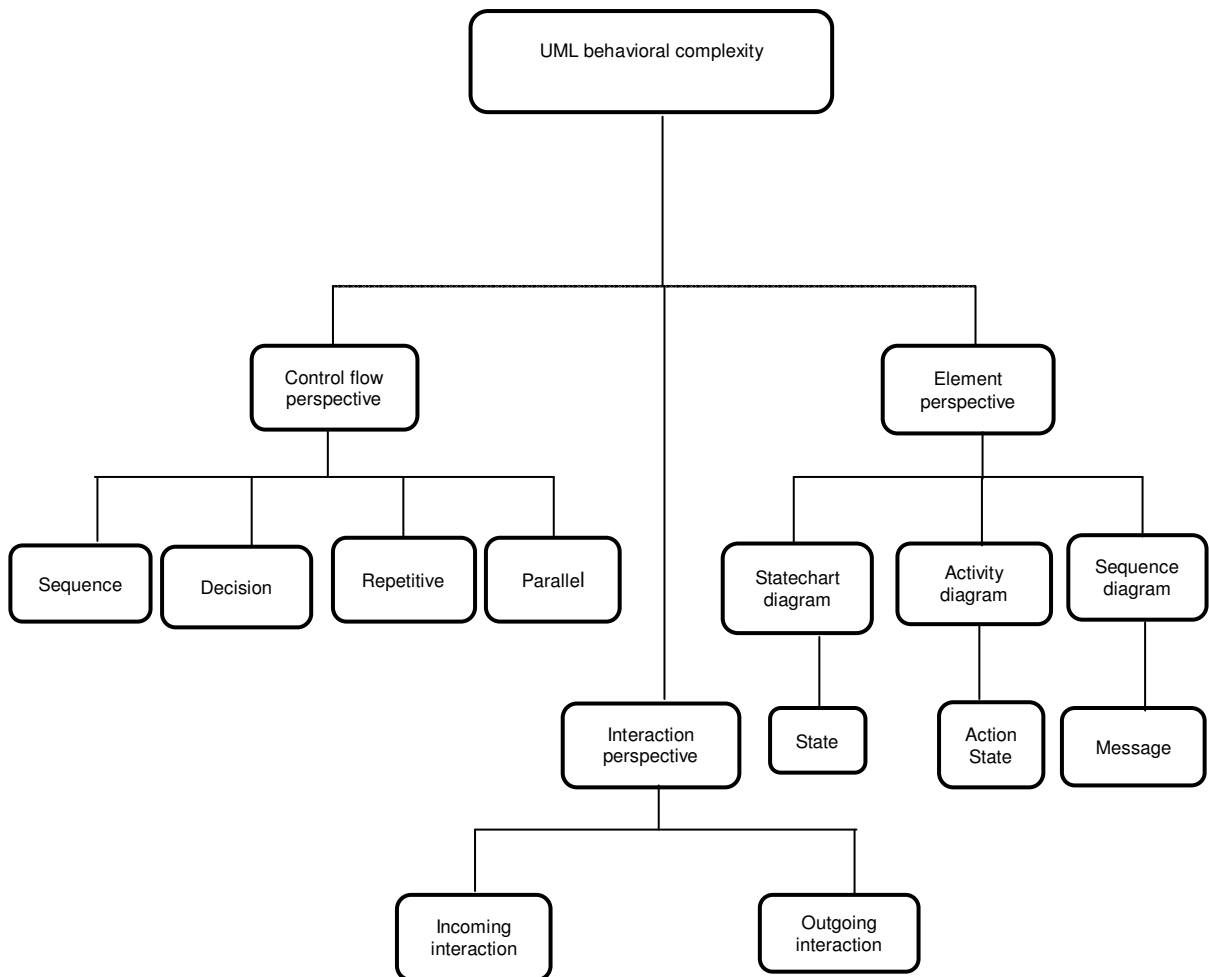 UML behavioral complexity
Control flow
perspective
Element
perspective
Sequence
Decision
Repetitive
Parallel
Statechart
diagram
Activity
diagram
Sequence
diagram
Interaction
perspective
State
Action
State
Message
Incoming
interaction
Outgoing
interaction